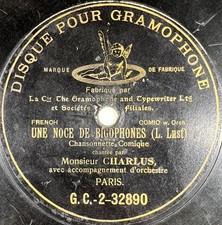 DISQUE POUR GRAMOPHONE
MARQUE DE FABRIQUE
Fabriqué par
La Cie The Gramophone and Typewriter Ltd
et Sociétés Filiales.
FRENCH COMIC w. Orch.
UNE NOCE DE BIGOPHONES (L. Lust)
Chansonnette Comique
chantée par
Monsieur CHARLUS,
avec accompagnement d'orchestre
PARIS.
G.C.-2-32890